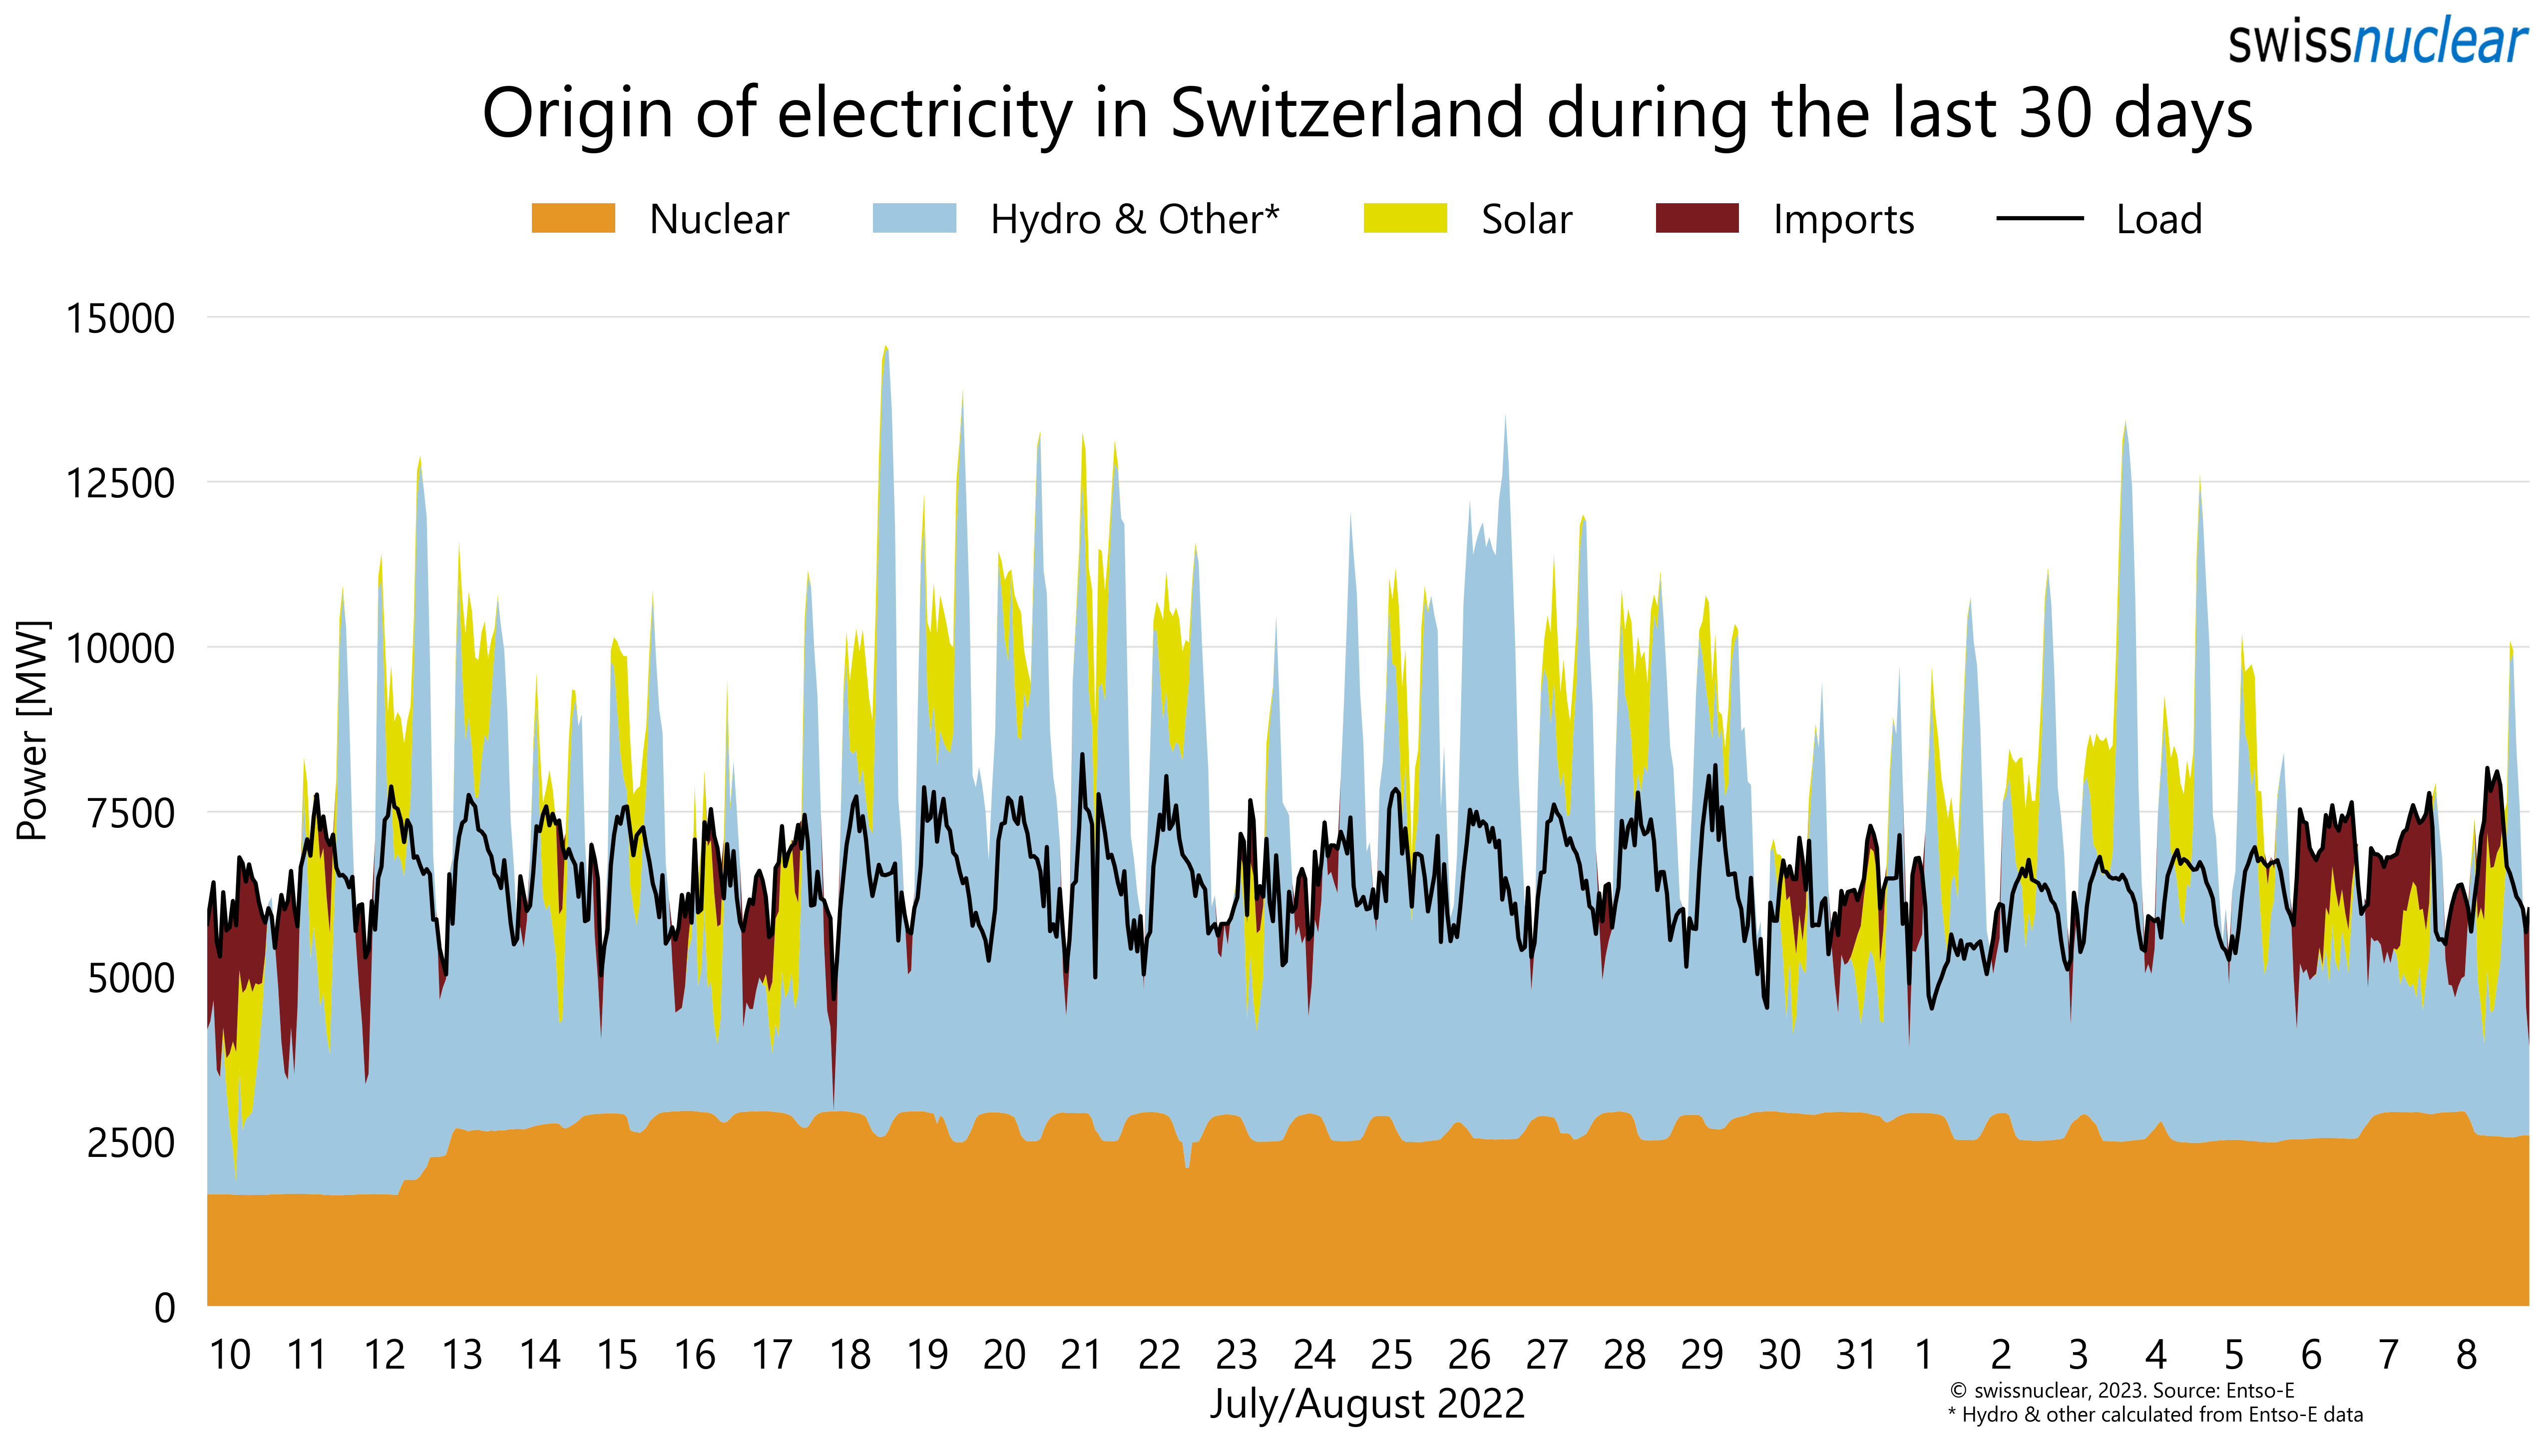 swissnuclear
Origin of electricity in Switzerland during the last 30 days
Nuclear Hydro & Other* Solar Imports Load
15000
12500
10000
7500
5000
2500
0
Power [MW]
10 11 12 13 14 15 16 17 18 19 20 21 22 23 24 25 26 27 28 29 30 31 1 2 3 4 5 6 7 8
July/August 2022
© swissnuclear, 2023. Source: Entso-E
* Hydro & other calculated from Entso-E data